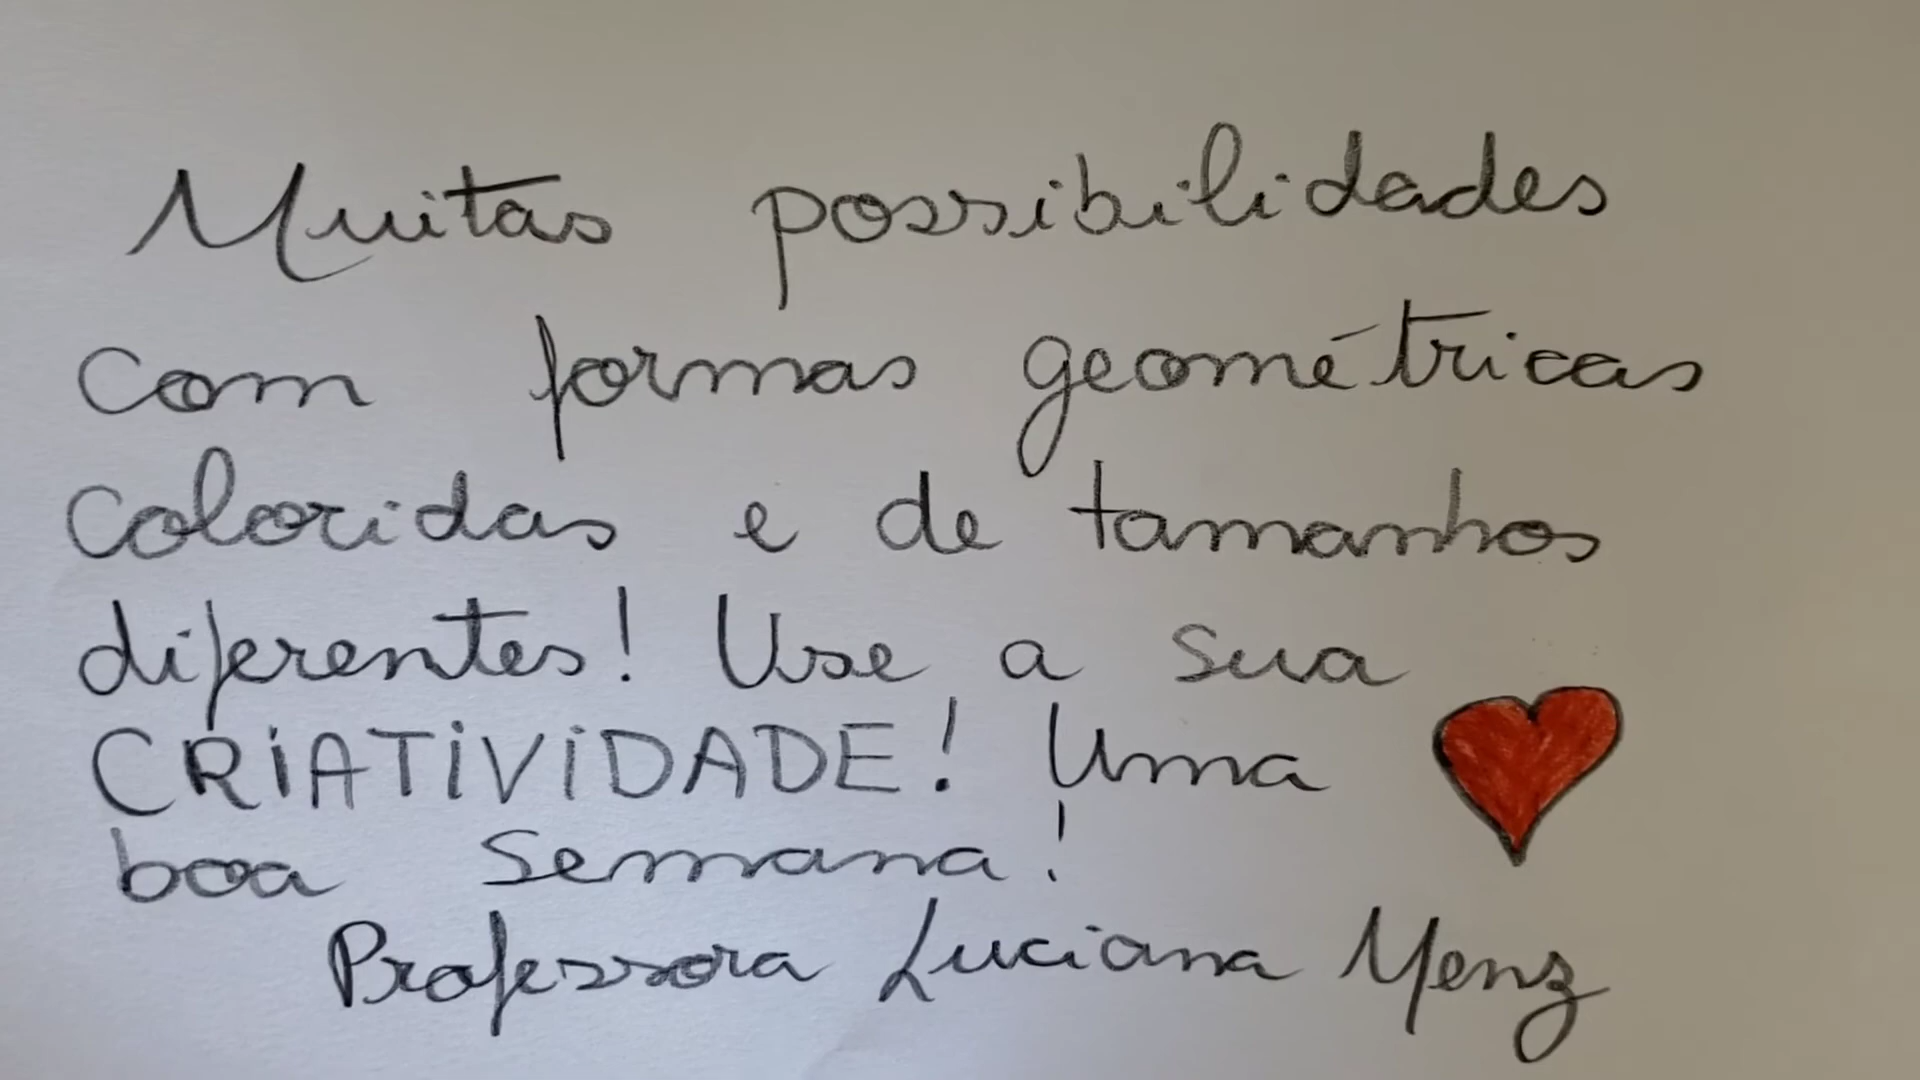 Muitas possibilidades
com formas geométricas
coloridas e de tamanhos
diferentes! Use a sua
CRiATiViDADE! Uma
boa semana!
Professora Luciana Menz